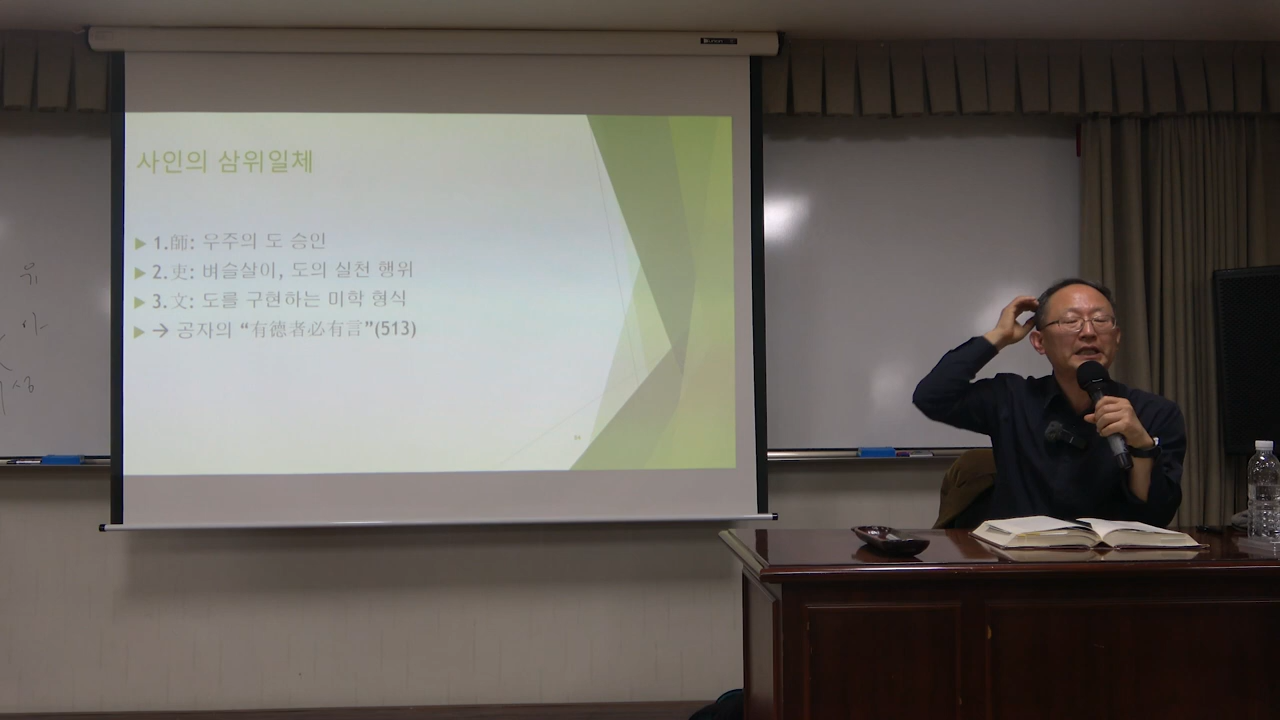 사인의 삼위일체
1.師: 우주의 도 승인
2.吏: 벼슬살이, 도의 실천 행위
3.文: 도를 구현하는 미학 형식
→ 공자의 “有德者必有言”(513)
유
아